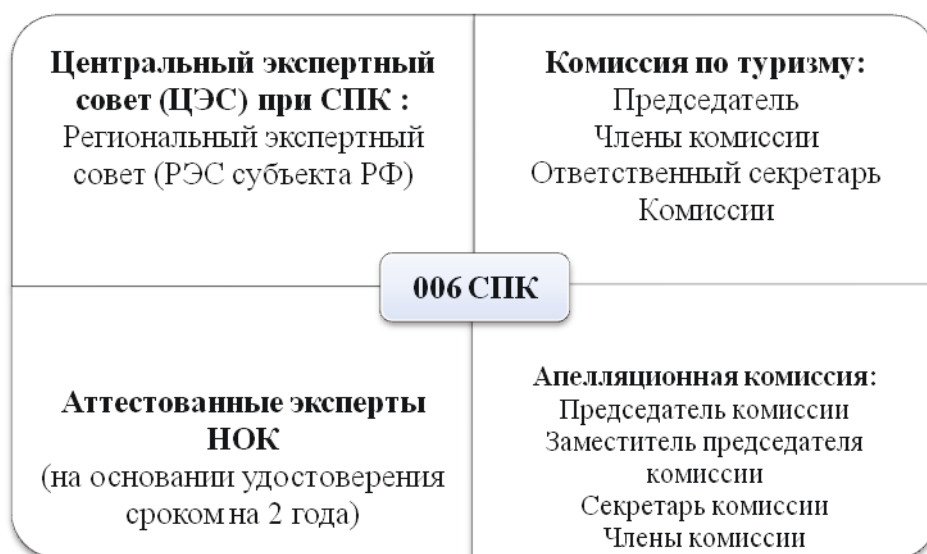 Центральный экспертный
совет (ЦЭС) при СПК :
Региональный экспертный
совет (РЭС субъекта РФ)
Комиссия по туризму:
Председатель
Члены комиссии
Ответственный секретарь
Комиссии
006 СПК
Аттестованные эксперты
НОК
(на основании удостоверения
сроком на 2 года)
Апелляционная комиссия:
Председатель комиссии
Заместитель председателя
комиссии
Секретарь комиссии
Члены комиссии